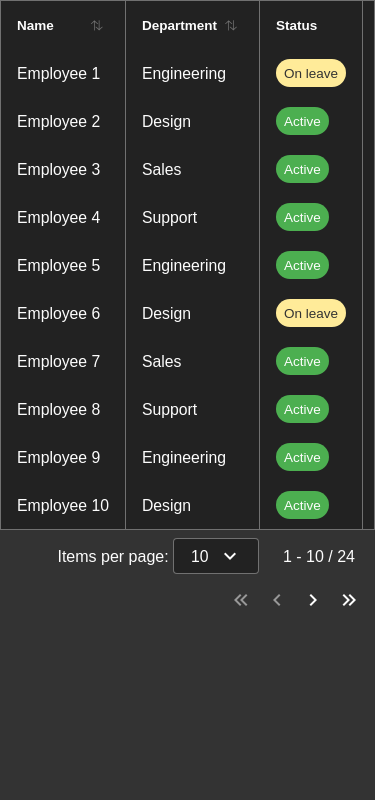 Name Department Status
Employee 1 Engineering On leave
Employee 2 Design Active
Employee 3 Sales Active
Employee 4 Support Active
Employee 5 Engineering Active
Employee 6 Design On leave
Employee 7 Sales Active
Employee 8 Support Active
Employee 9 Engineering Active
Employee 10 Design Active
Items per page: 10 1 - 10 / 24